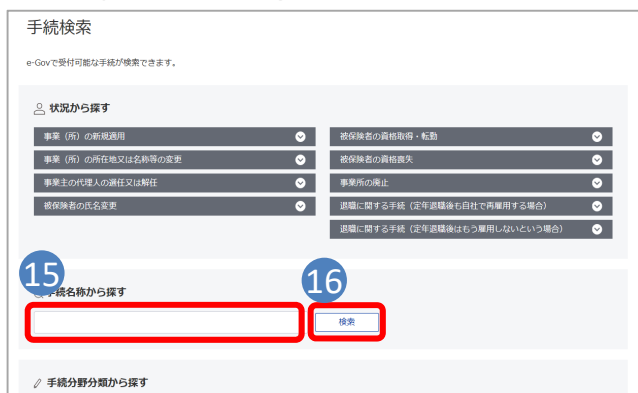 手続検索
e-Govで受付可能な手続が検索できます。
状況から探す
事業（所）の新規適用
被保険者の資格取得・転勤
事業（所）の所在地又は名称等の変更
被保険者の資格喪失
事業主の代理人の選任又は解任
事業所の廃止
被保険者の氏名変更
退職に関する手続（定年退職後も自社で再雇用する場合）
退職に関する手続（定年退職後はもう雇用しないという場合）
15
16
手続名称から探す
検索
手続分野分類から探す